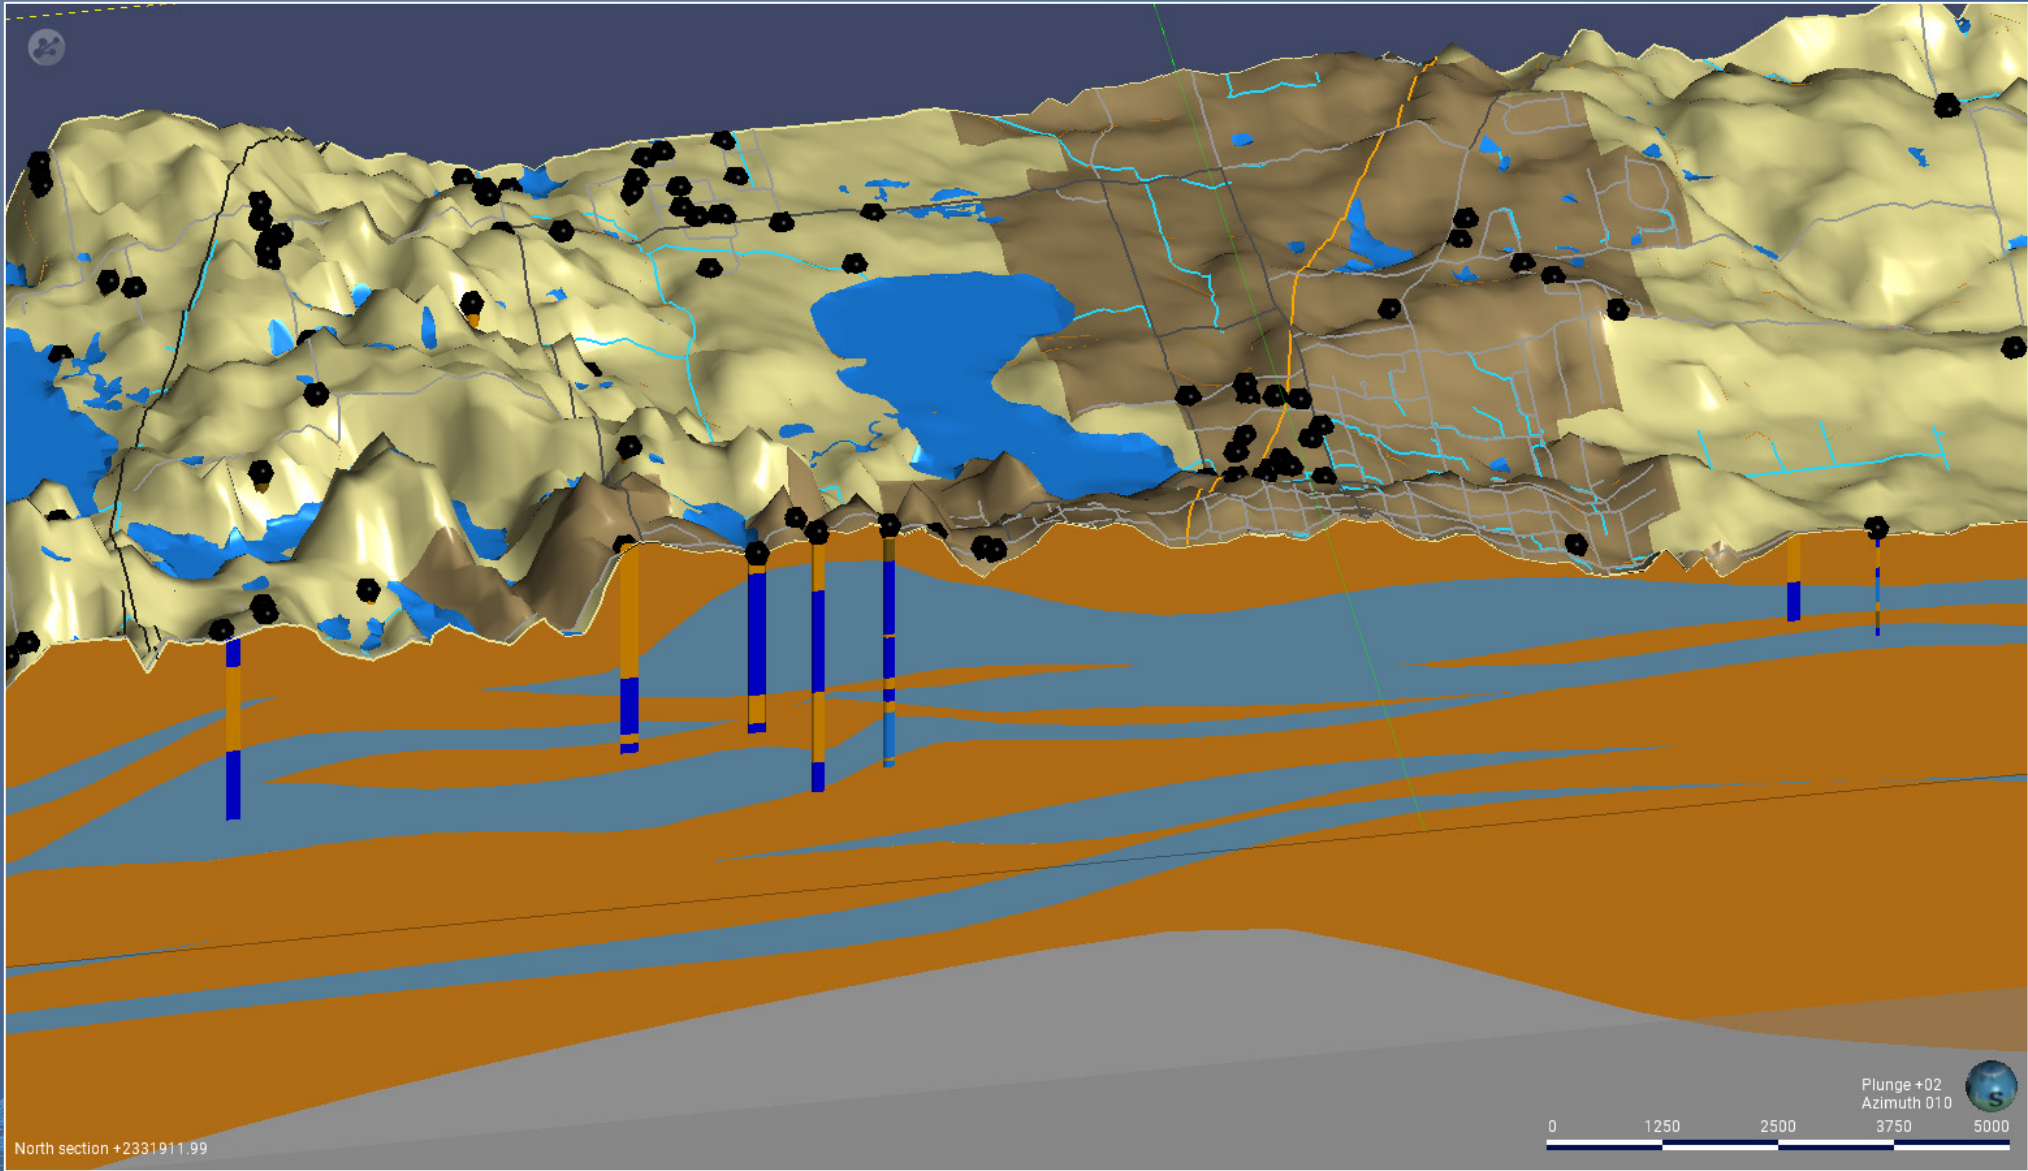 Plunge +02
Azimuth 010
S
0 1250 2500 3750 5000
North section +2331911.99